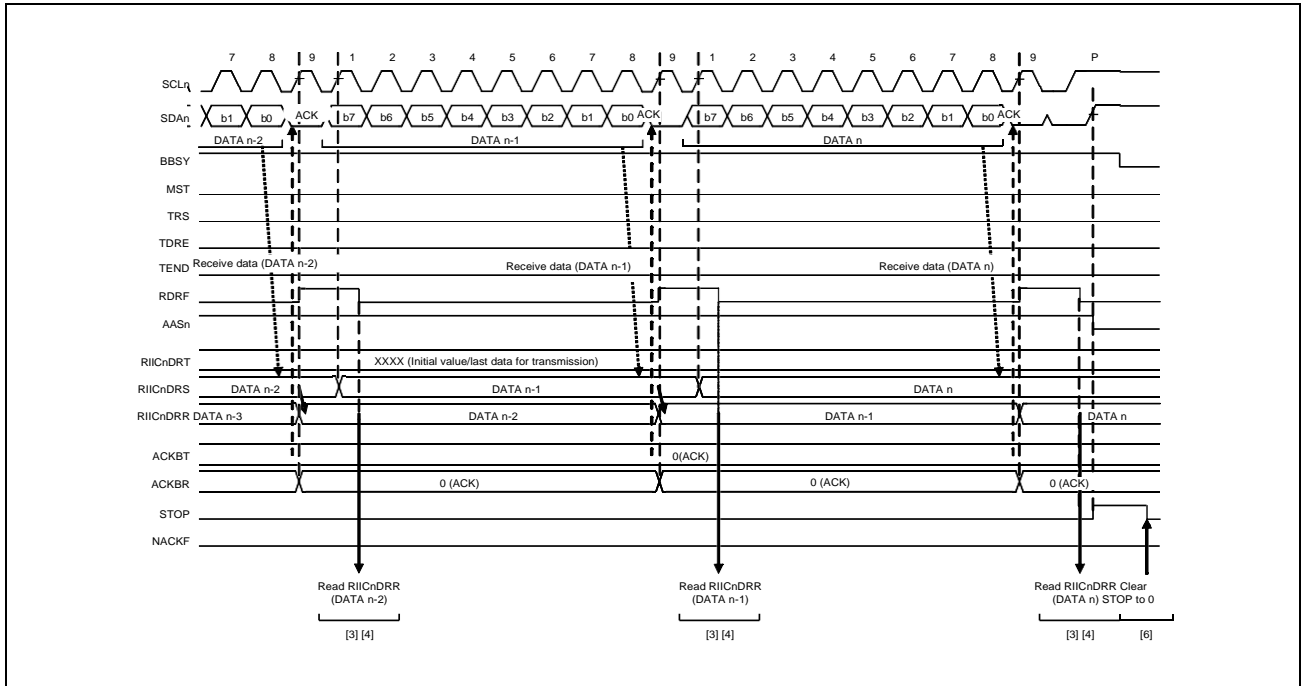 7 8 9 1 2 3 4 5 6 7 8 9 1 2 3 4 5 6 7 8 9 P
SCLn
SDAn b1 b0 ACK b7 b6 b5 b4 b3 b2 b1 b0 ACK b7 b6 b5 b4 b3 b2 b1 b0 ACK
DATA n-2 DATA n-1 DATA n
BBSY
MST
TRS
TDRE
TEND Receive data (DATA n-2) Receive data (DATA n-1) Receive data (DATA n)
RDRF
AASn
RIICnDRT XXXX (Initial value/last data for transmission)
RIICnDRS DATA n-2 DATA n-1 DATA n
RIICnDRR DATA n-3 DATA n-2 DATA n-1 DATA n
ACKBT 0(ACK)
ACKBR 0 (ACK) 0 (ACK) 0 (ACK)
STOP
NACKF
Read RIICnDRR Read RIICnDRR Read RIICnDRR Clear
(DATA n-2) (DATA n-1) (DATA n) STOP to 0
[3] [4] [3] [4] [3] [4] [6]